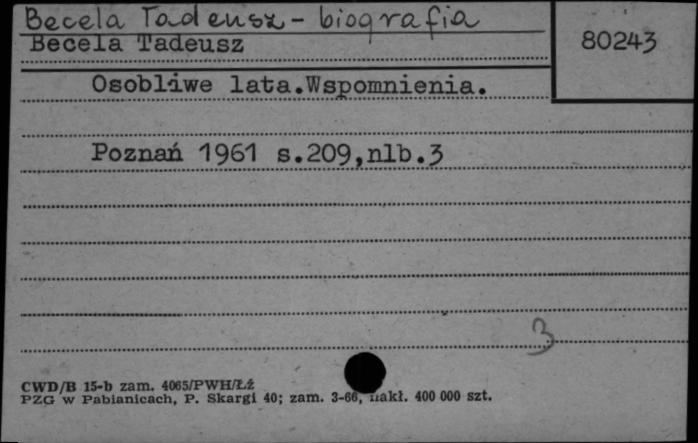 Becela Tadeusz - biografia
Becela Tadeusz
80243
Osobliwe lata.Wspomnienia.
Poznań 1961 s.209,nlb.3
3
CWD/B 15-b zam. 4065/PWH/Łż
PZG w Pabianicach, P. Skargi 40; zam. 3-66, nakł. 400 000 szt.